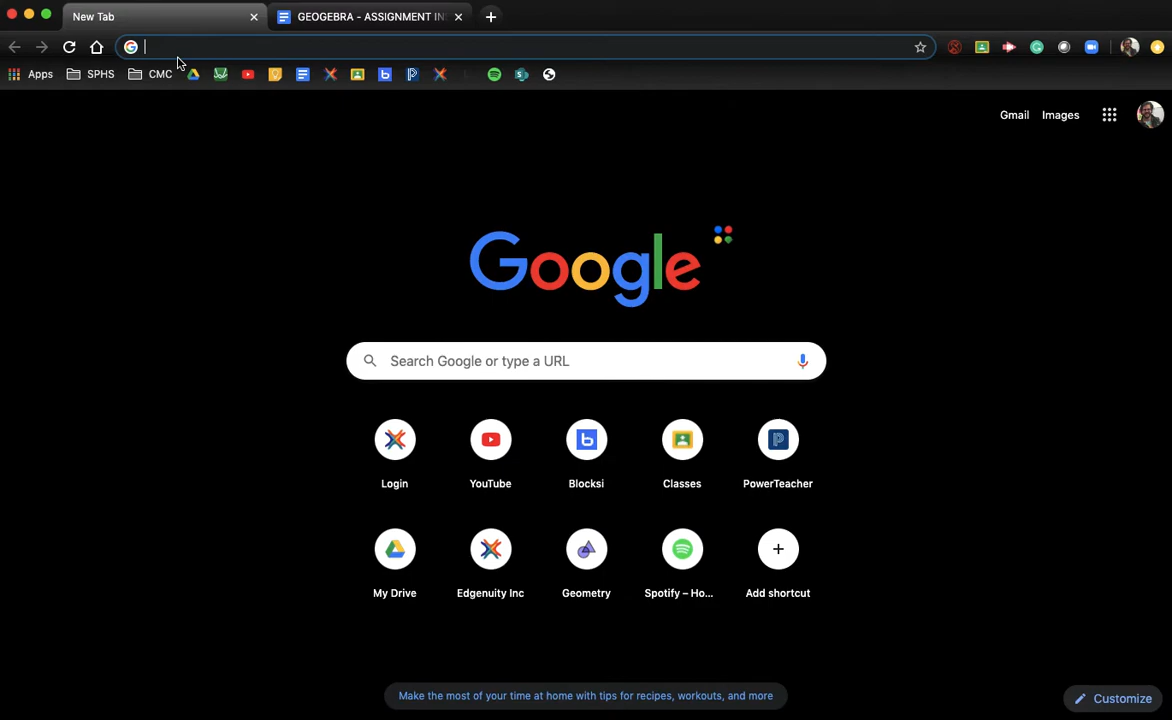 New Tab
GEOGEBRA - ASSIGNMENT IN
Apps SPHS CMC
Gmail Images
Google
Search Google or type a URL
Login YouTube Blocksi Classes PowerTeacher
My Drive Edgenuity Inc Geometry Spotify – Ho... Add shortcut
Make the most of your time at home with tips for recipes, workouts, and more
Customize